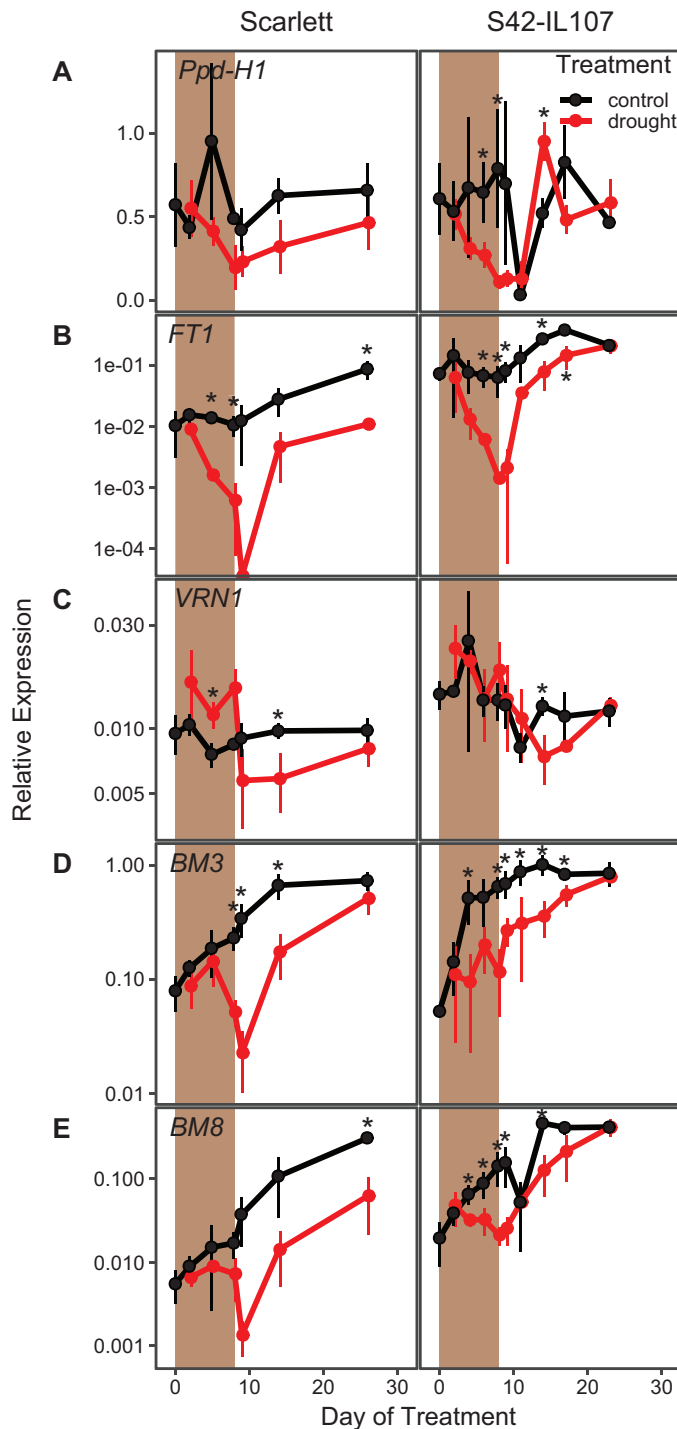 Scarlett S42-IL107
A Ppd-H1 Treatment
control
drought
* * *
1.0
0.5
0.0
B FT1
* * * * * * * *
1e-01
1e-02
1e-03
1e-04
C VRN1
* * *
0.030
0.010
0.005
Relative Expression
D BM3
* * * * * * * * *
1.00
0.10
0.01
E BM8
* * * * * *
0.100
0.010
0.001
0 10 20 30 0 10 20 30
Day of Treatment